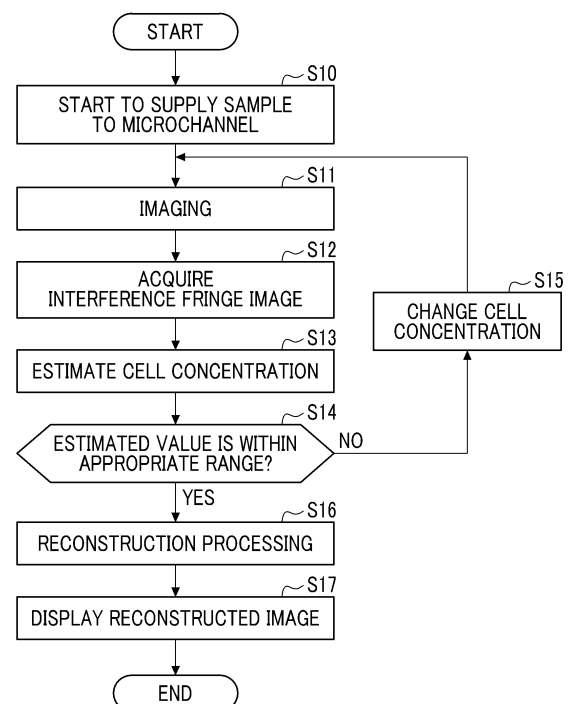 START
S10
START TO SUPPLY SAMPLE
TO MICROCHANNEL
S11
IMAGING
S12
ACQUIRE
INTERFERENCE FRINGE IMAGE
S15
CHANGE CELL
CONCENTRATION
S13
ESTIMATE CELL CONCENTRATION
S14
ESTIMATED VALUE IS WITHIN
APPROPRIATE RANGE?
NO
YES
S16
RECONSTRUCTION PROCESSING
S17
DISPLAY RECONSTRUCTED IMAGE
END